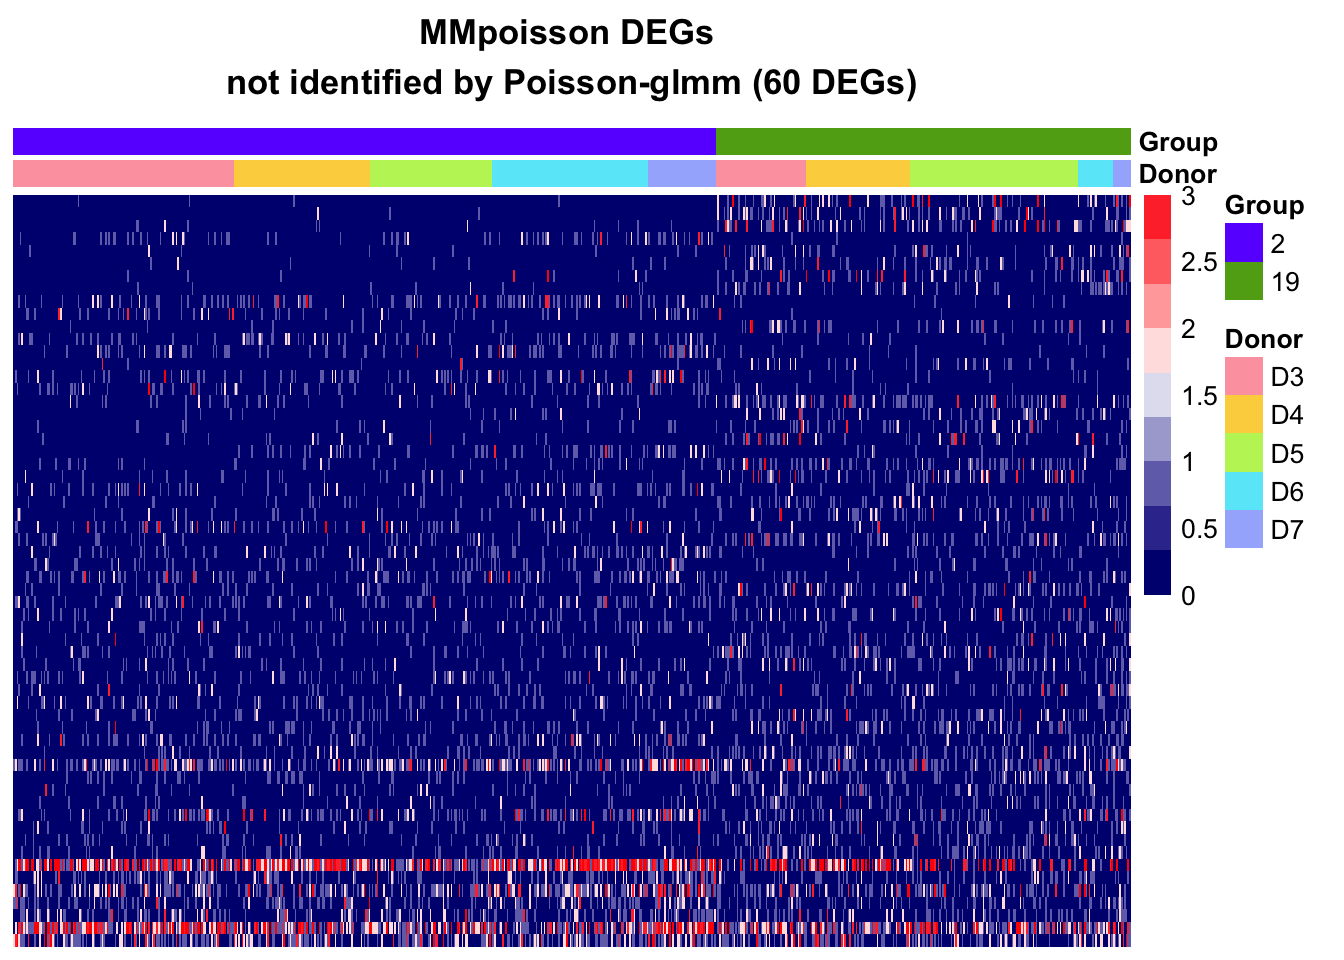 MMpoisson DEGs
not identified by Poisson-glmm (60 DEGs)
Group
Donor
3
2.5
2
1.5
1
0.5
0
Group
2
19
Donor
D3
D4
D5
D6
D7